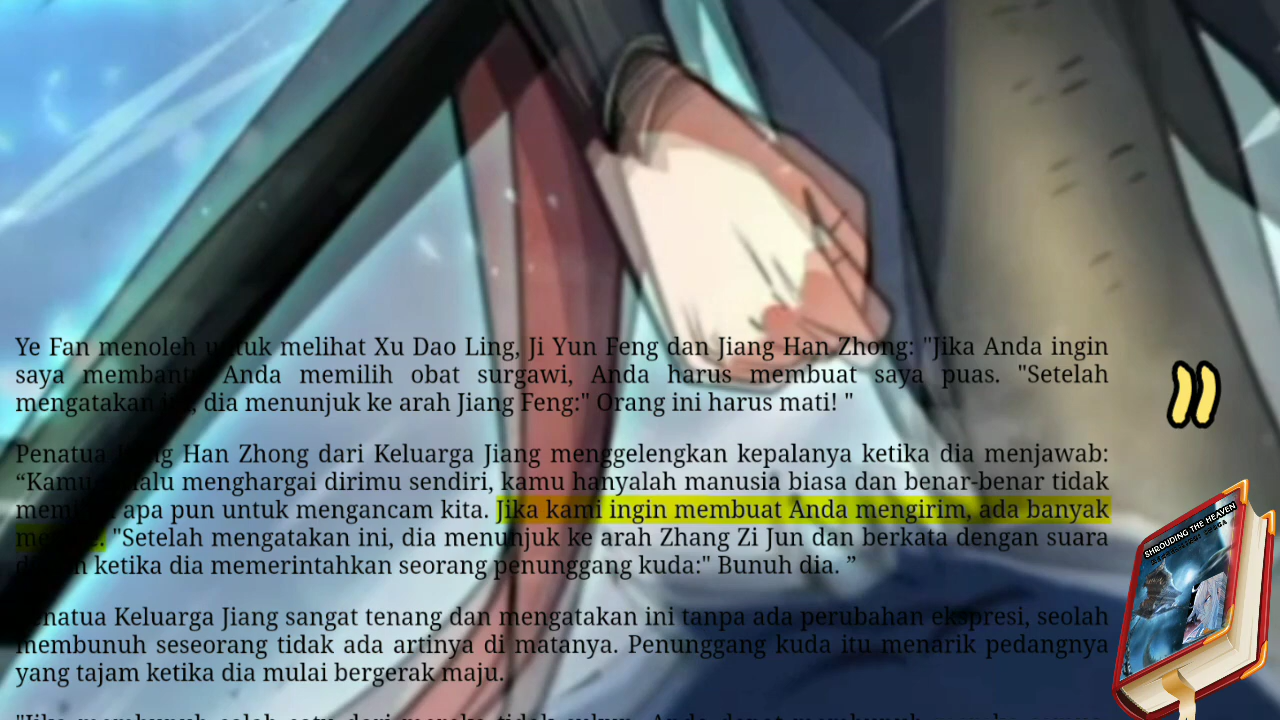 Ye Fan menoleh untuk melihat Xu Dao Ling, Ji Yun Feng dan Jiang Han Zhong: "Jika Anda ingin
saya membantu Anda memilih obat surgawi, Anda harus membuat saya puas. "Setelah
mengatakan ini, dia menunjuk ke arah Jiang Feng:" Orang ini harus mati! "
Penatua Jiang Han Zhong dari Keluarga Jiang menggelengkan kepalanya ketika dia menjawab:
“Kamu menghargai dirimu sendiri, kamu hanyalah manusia biasa dan benar-benar tidak
apa pun untuk mengancam kita. Jika kami ingin membuat Anda mengirim, ada banyak
"Setelah mengatakan ini, dia menunjuk ke arah Zhang Zi Jun dan berkata dengan suara
ketika dia memerintahkan seorang penunggang kuda:" Bunuh dia. ”
Penatua Keluarga Jiang sangat tenang dan mengatakan ini tanpa ada perubahan ekspresi, seolah
membunuh seseorang tidak ada artinya di matanya. Penunggang kuda itu menarik pedangnya
yang tajam ketika dia mulai bergerak maju.
SHROUDING THE HEAVEN